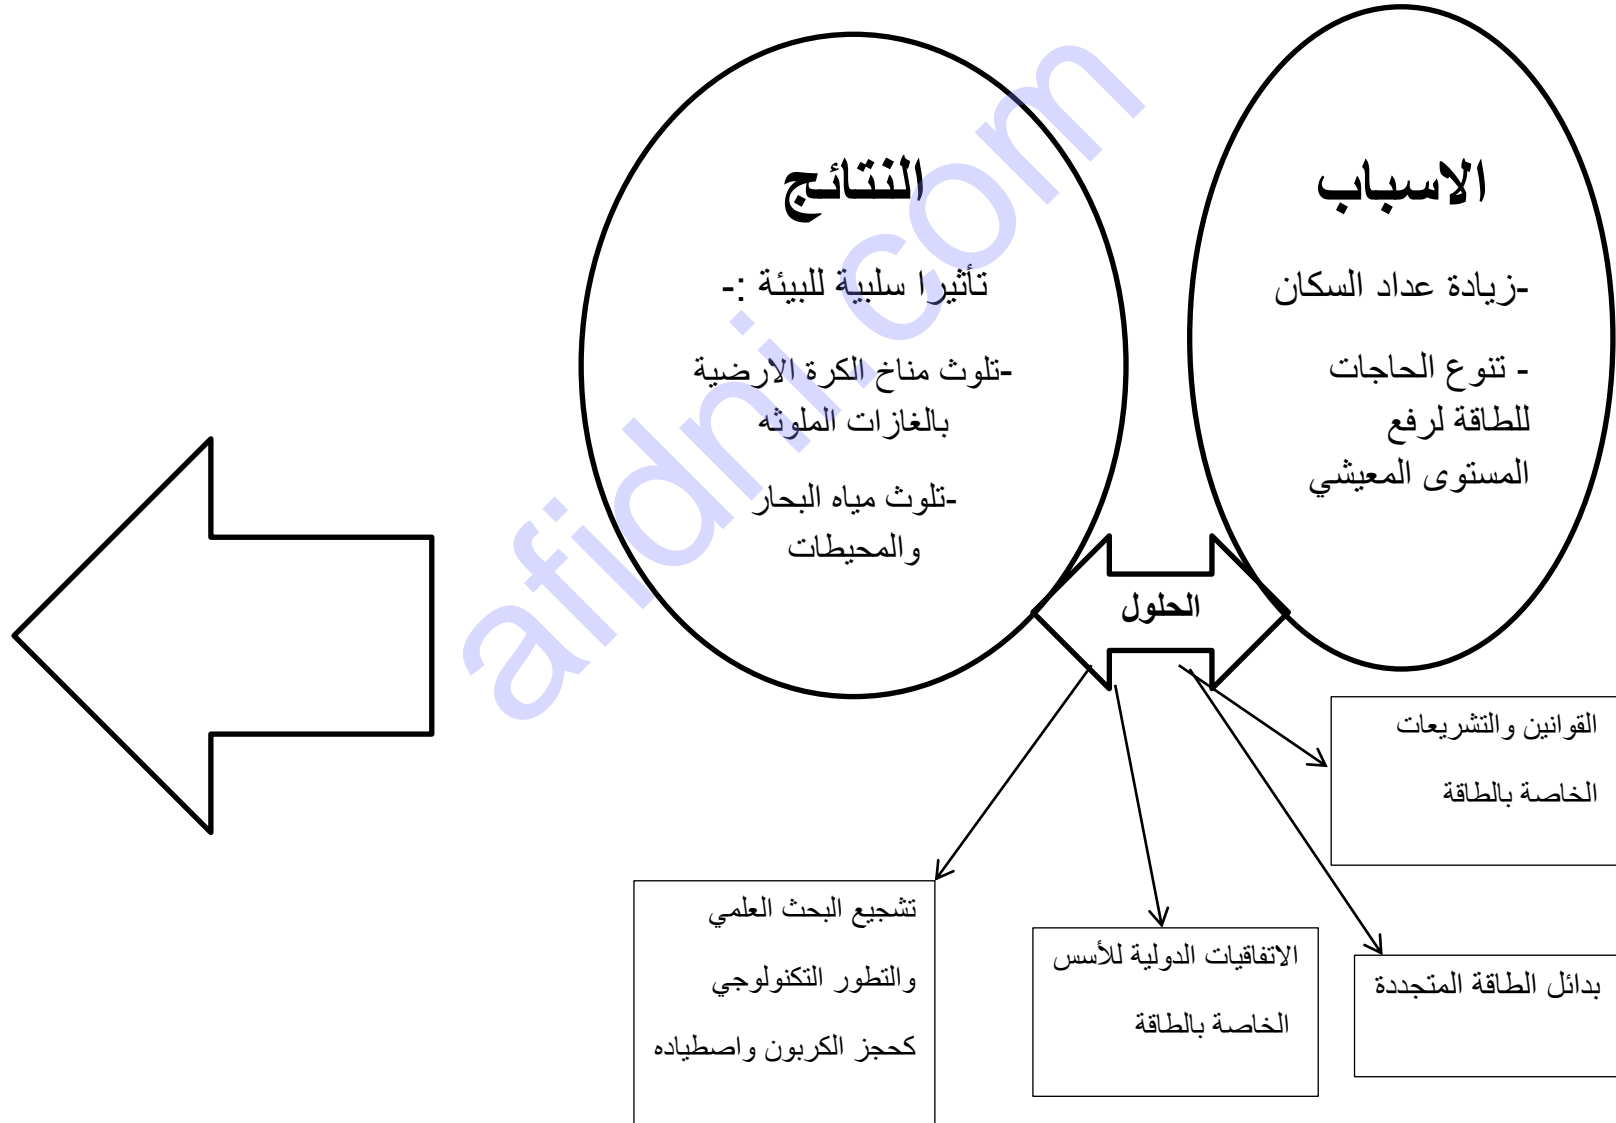 الاسباب
-زيادة عداد السكان
- تنوع الحاجات
للطاقة لرفع
المستوى المعيشي
النتائج
تأثيرا سلبية للبيئة :-
-تلوث مناخ الكرة الارضية
بالغازات الملوثه
-تلوث مياه البحار
والمحيطات
الحلول
القوانين والتشريعات
الخاصة بالطاقة
بدائل الطاقة المتجددة
الاتفاقيات الدولية للأسس
الخاصة بالطاقة
تشجيع البحث العلمي
والتطور التكنولوجي
كحجز الكربون واصطياده
afidni.com